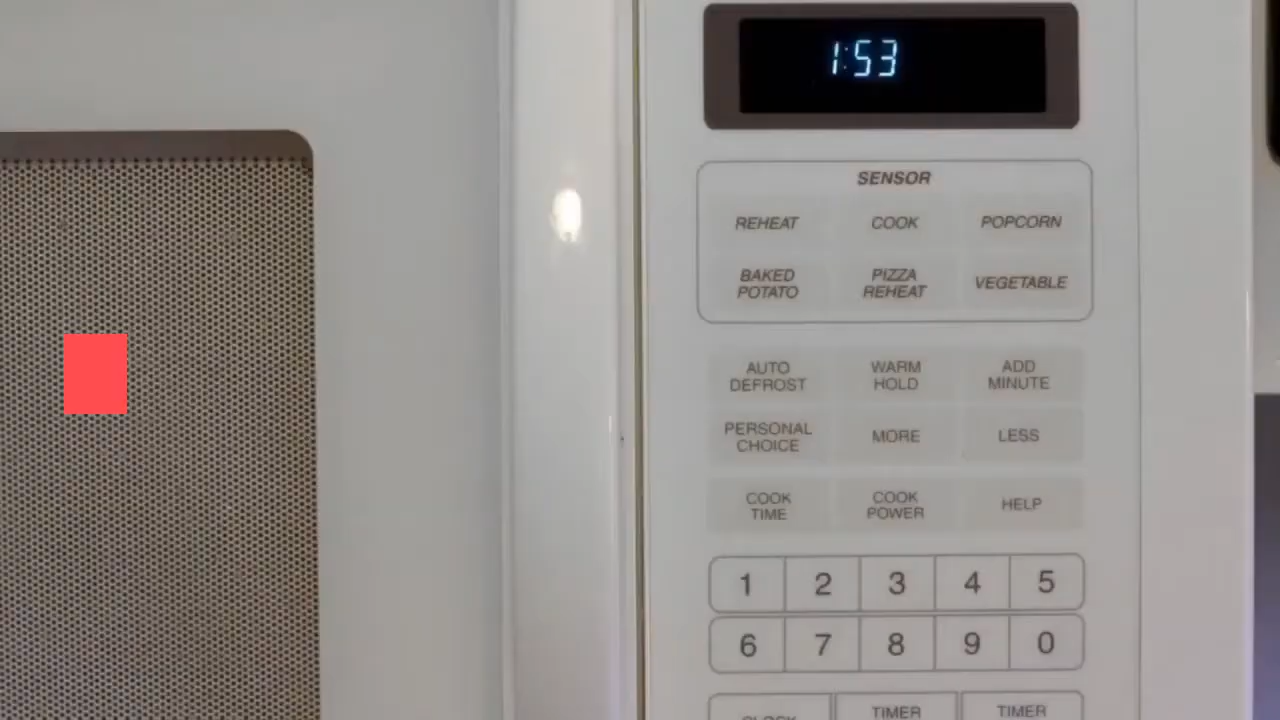 1:53
SENSOR
REHEAT COOK POPCORN
BAKED POTATO PIZZA REHEAT VEGETABLE
AUTO DEFROST WARM HOLD ADD MINUTE
PERSONAL CHOICE MORE LESS
COOK TIME COOK POWER HELP
1 2 3 4 5
6 7 8 9 0
TIMER TIMER